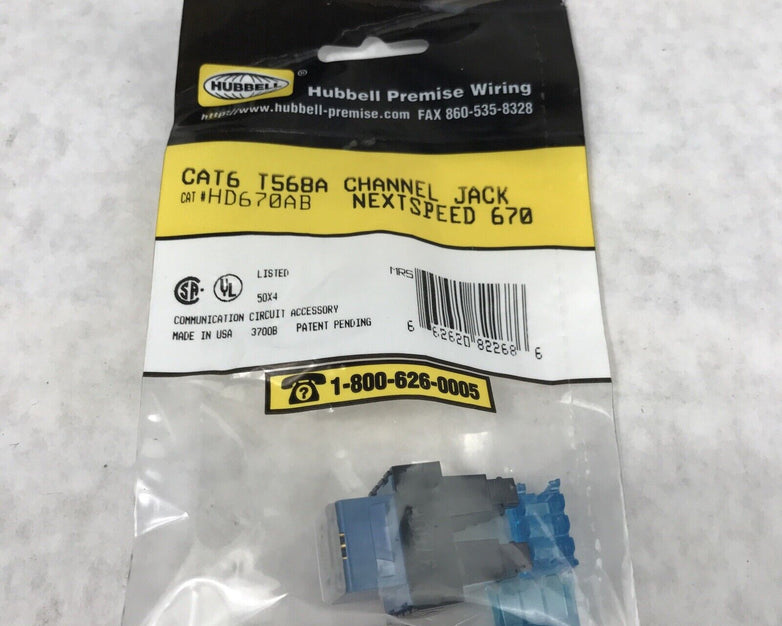 HUBBELL ®
Hubbell Premise Wiring
http://www.hubbell-premise.com FAX 860-535-8328
CAT6 T568A CHANNEL JACK
CAT # HD670AB NEXTSPEED 670
SA UL LISTED
50X4
COMMUNICATION CIRCUIT ACCESSORY
MADE IN USA 3700B PATENT PENDING
MRS
6 62620 82268 6
? 1-800-626-0005